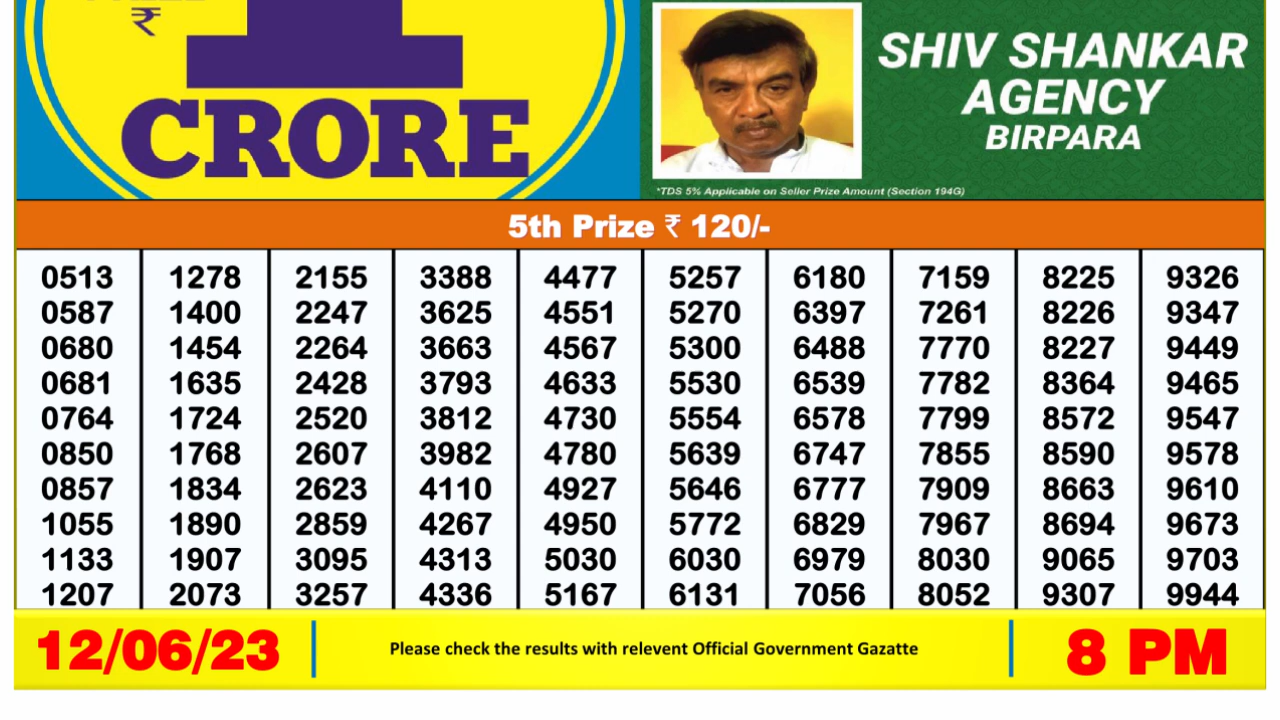 ₹
1
CRORE
SHIV SHANKAR
AGENCY
BIRPARA
*TDS 5% Applicable on Seller Prize Amount (Section 194G)
5th Prize ₹ 120/-
0513 1278 2155 3388 4477 5257 6180 7159 8225 9326
0587 1400 2247 3625 4551 5270 6397 7261 8226 9347
0680 1454 2264 3663 4567 5300 6488 7770 8227 9449
0681 1635 2428 3793 4633 5530 6539 7782 8364 9465
0764 1724 2520 3812 4730 5554 6578 7799 8572 9547
0850 1768 2607 3982 4780 5639 6747 7855 8590 9578
0857 1834 2623 4110 4927 5646 6777 7909 8663 9610
1055 1890 2859 4267 4950 5772 6829 7967 8694 9673
1133 1907 3095 4313 5030 6030 6979 8030 9065 9703
1207 2073 3257 4336 5167 6131 7056 8052 9307 9944
12/06/23 Please check the results with relevent Official Government Gazatte 8 PM